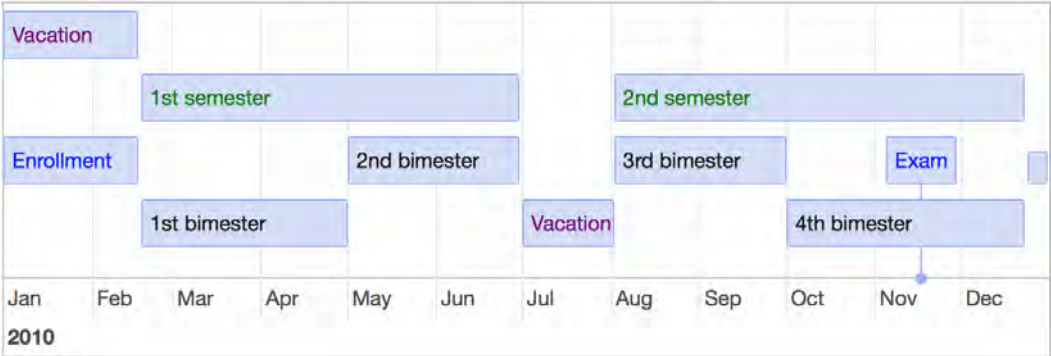 Vacation
1st semester 2nd semester
Enrollment 2nd bimester 3rd bimester Exam
1st bimester Vacation 4th bimester
Jan Feb Mar Apr May Jun Jul Aug Sep Oct Nov Dec
2010